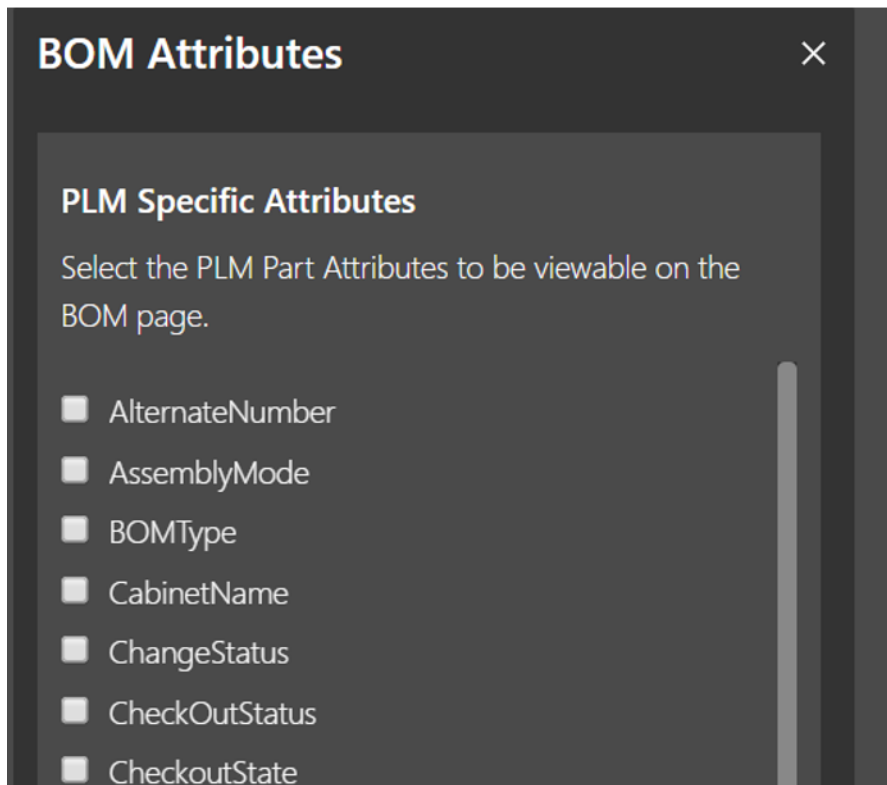 BOM Attributes
PLM Specific Attributes
Select the PLM Part Attributes to be viewable on the
BOM page.
AlternateNumber
AssemblyMode
BOMType
CabinetName
ChangeStatus
CheckOutStatus
CheckoutState